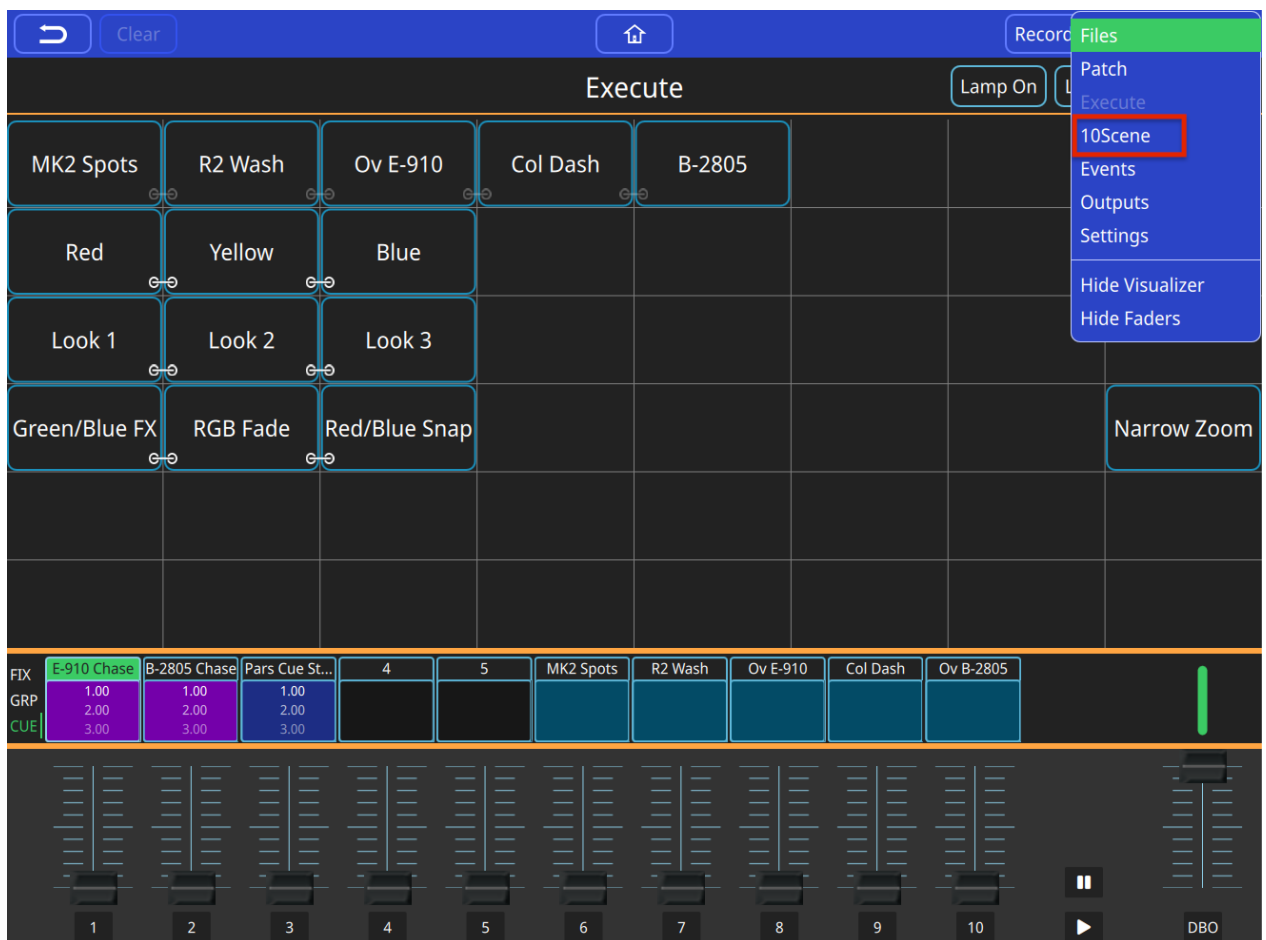 Clear
Record
Files
Patch
Execute
10Scene
Events
Outputs
Settings
Hide Visualizer
Hide Faders
Execute
Lamp On
L
MK2 Spots
R2 Wash
Ov E-910
Col Dash
B-2805
Red
Yellow
Blue
Look 1
Look 2
Look 3
Green/Blue FX
RGB Fade
Red/Blue Snap
Narrow Zoom
FIX
GRP
CUE
E-910 Chase
1.00
2.00
3.00
B-2805 Chase
1.00
2.00
3.00
Pars Cue St...
1.00
2.00
3.00
4
5
MK2 Spots
R2 Wash
Ov E-910
Col Dash
Ov B-2805
1
2
3
4
5
6
7
8
9
10
DBO